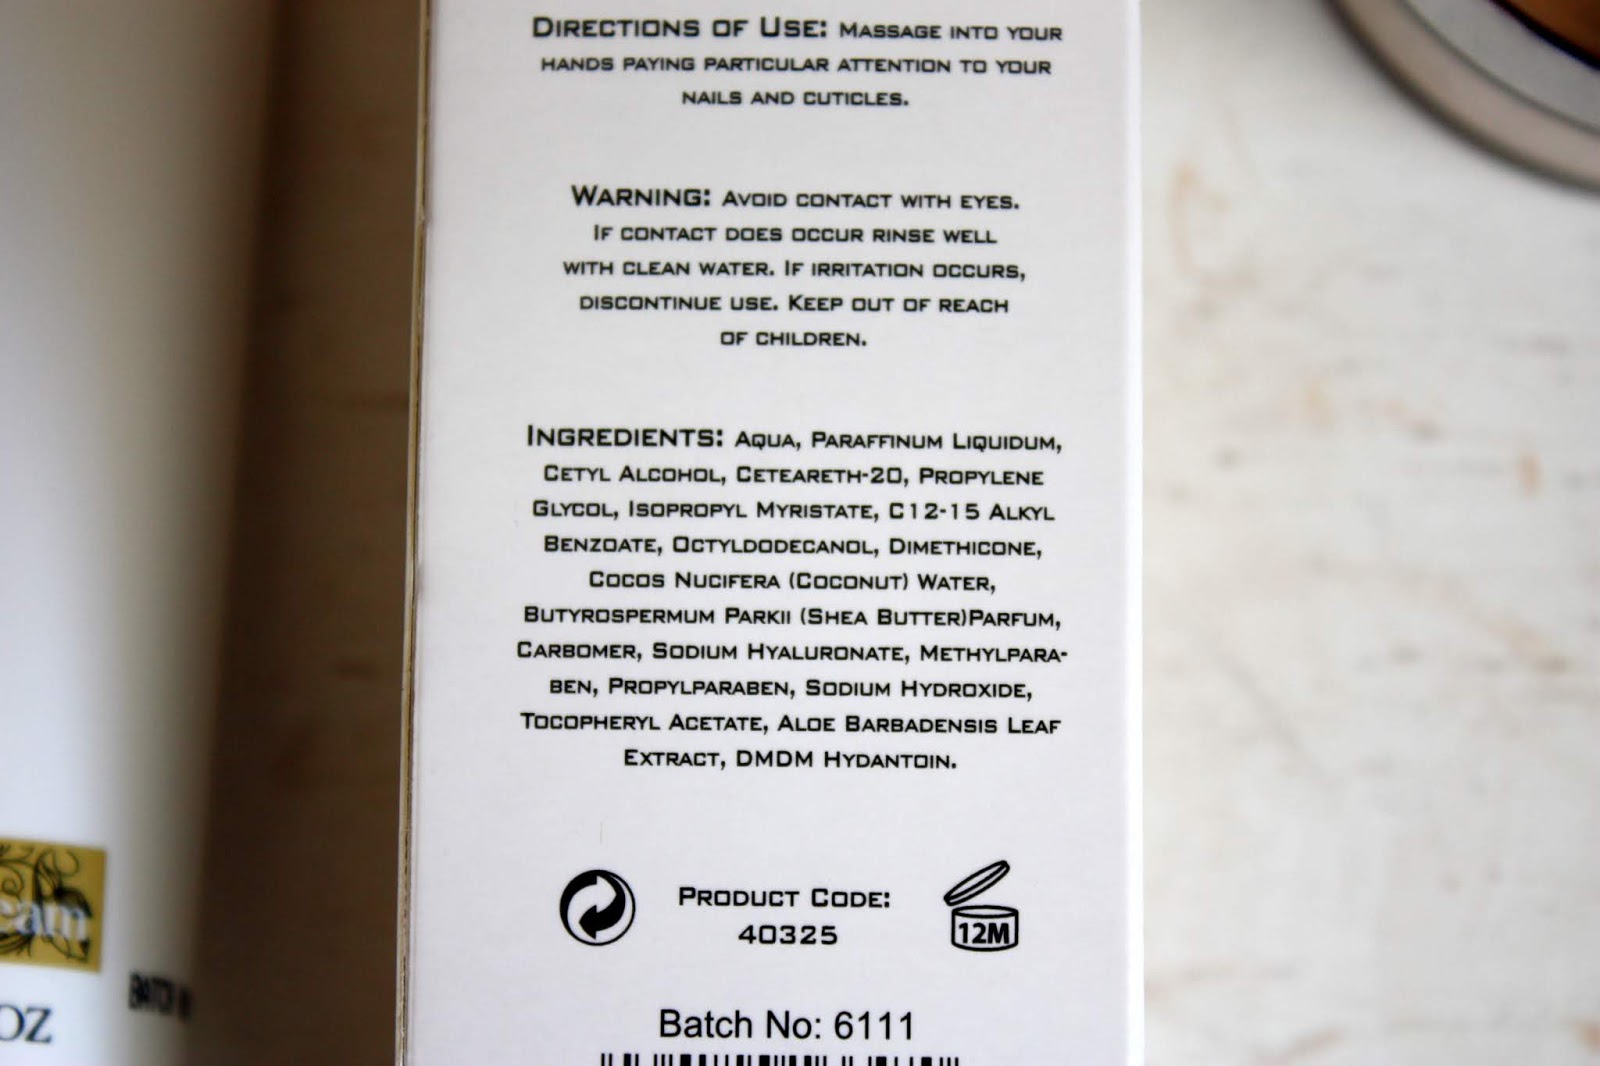 Directions of Use: Massage into your
hands paying particular attention to your
nails and cuticles.
Warning: Avoid contact with eyes.
If contact does occur rinse well
with clean water. If irritation occurs,
discontinue use. Keep out of reach
of children.
Ingredients: Aqua, Paraffinum Liquidum,
Cetyl Alcohol, Ceteareth-20, Propylene
Glycol, Isopropyl Myristate, C12-15 Alkyl
Benzoate, Octyldodecanol, Dimethicone,
Cocos Nucifera (Coconut) Water,
Butyrospermum Parkii (Shea Butter)Parfum,
Carbomer, Sodium Hyaluronate, Methylpara-
ben, Propylparaben, Sodium Hydroxide,
Tocopheryl Acetate, Aloe Barbadensis Leaf
Extract, DMDM Hydantoin.
Product Code:
40325
12M
Batch No: 6111
eam
BATCH
OZ